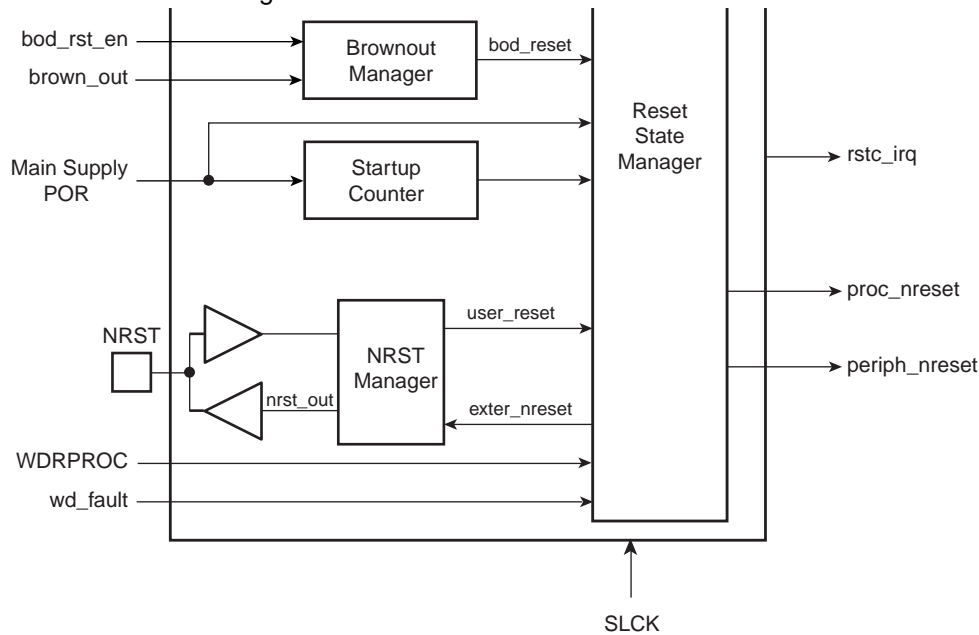 bod_rst_en
Brownout
Manager
bod_reset
brown_out
Reset
State
Manager
Main Supply
POR
Startup
Counter
rstc_irq
NRST
NRST
Manager
user_reset
proc_nreset
nrst_out
exter_nreset
periph_nreset
WDRPROC
wd_fault
SLCK